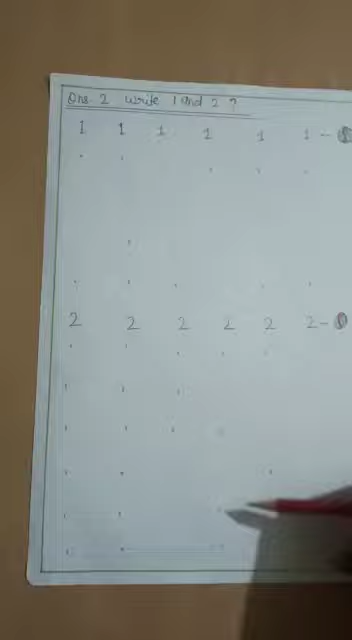 Qns. 2 Write 1 and 2 ?
1 1 1 1 1 1 -
2 2 2 2 2 2 -